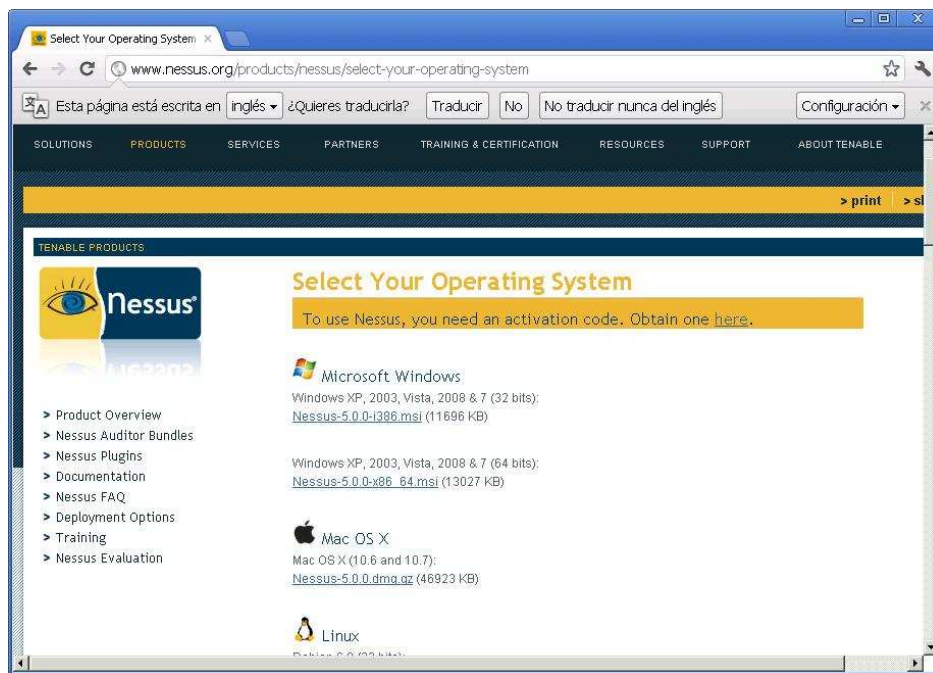 Select Your Operating System
www.nessus.org/products/nessus/select-your-operating-system
Esta página está escrita en inglés ¿Quieres traducirla? Traducir No No traducir nunca del inglés Configuración
SOLUTIONS PRODUCTS SERVICES PARTNERS TRAINING & CERTIFICATION RESOURCES SUPPORT ABOUT TENABLE
> print > sh
TENABLE PRODUCTS
nessus®
> Product Overview
> Nessus Auditor Bundles
> Nessus Plugins
> Documentation
> Nessus FAQ
> Deployment Options
> Training
> Nessus Evaluation
Select Your Operating System
To use Nessus, you need an activation code. Obtain one here.
Microsoft Windows
Windows XP, 2003, Vista, 2008 & 7 (32 bits):
Nessus-5.0.0-i386.msi (11696 KB)
Windows XP, 2003, Vista, 2008 & 7 (64 bits):
Nessus-5.0.0-x86_64.msi (13027 KB)
Mac OS X
Mac OS X (10.6 and 10.7):
Nessus-5.0.0.dmg.gz (46923 KB)
Linux